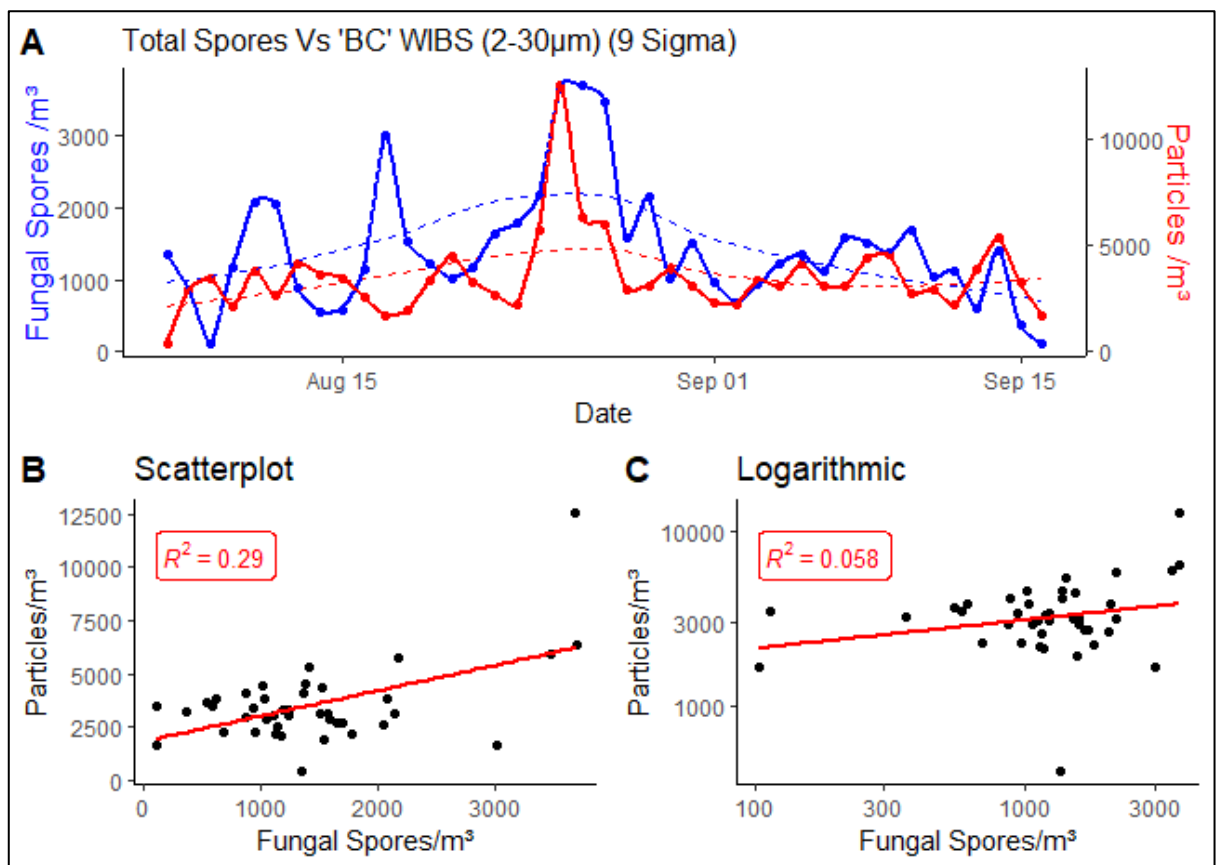 A Total Spores Vs 'BC' WIBS (2-30µm) (9 Sigma)
Fungal Spores /m³
3000
2000
1000
0
Particles /m³
10000
5000
0
Aug 15 Sep 01 Sep 15
Date
B Scatterplot
R² = 0.29
Particles/m³
12500
10000
7500
5000
2500
0
0 1000 2000 3000
Fungal Spores/m³
C Logarithmic
R² = 0.058
Particles/m³
10000
3000
1000
100 300 1000 3000
Fungal Spores/m³